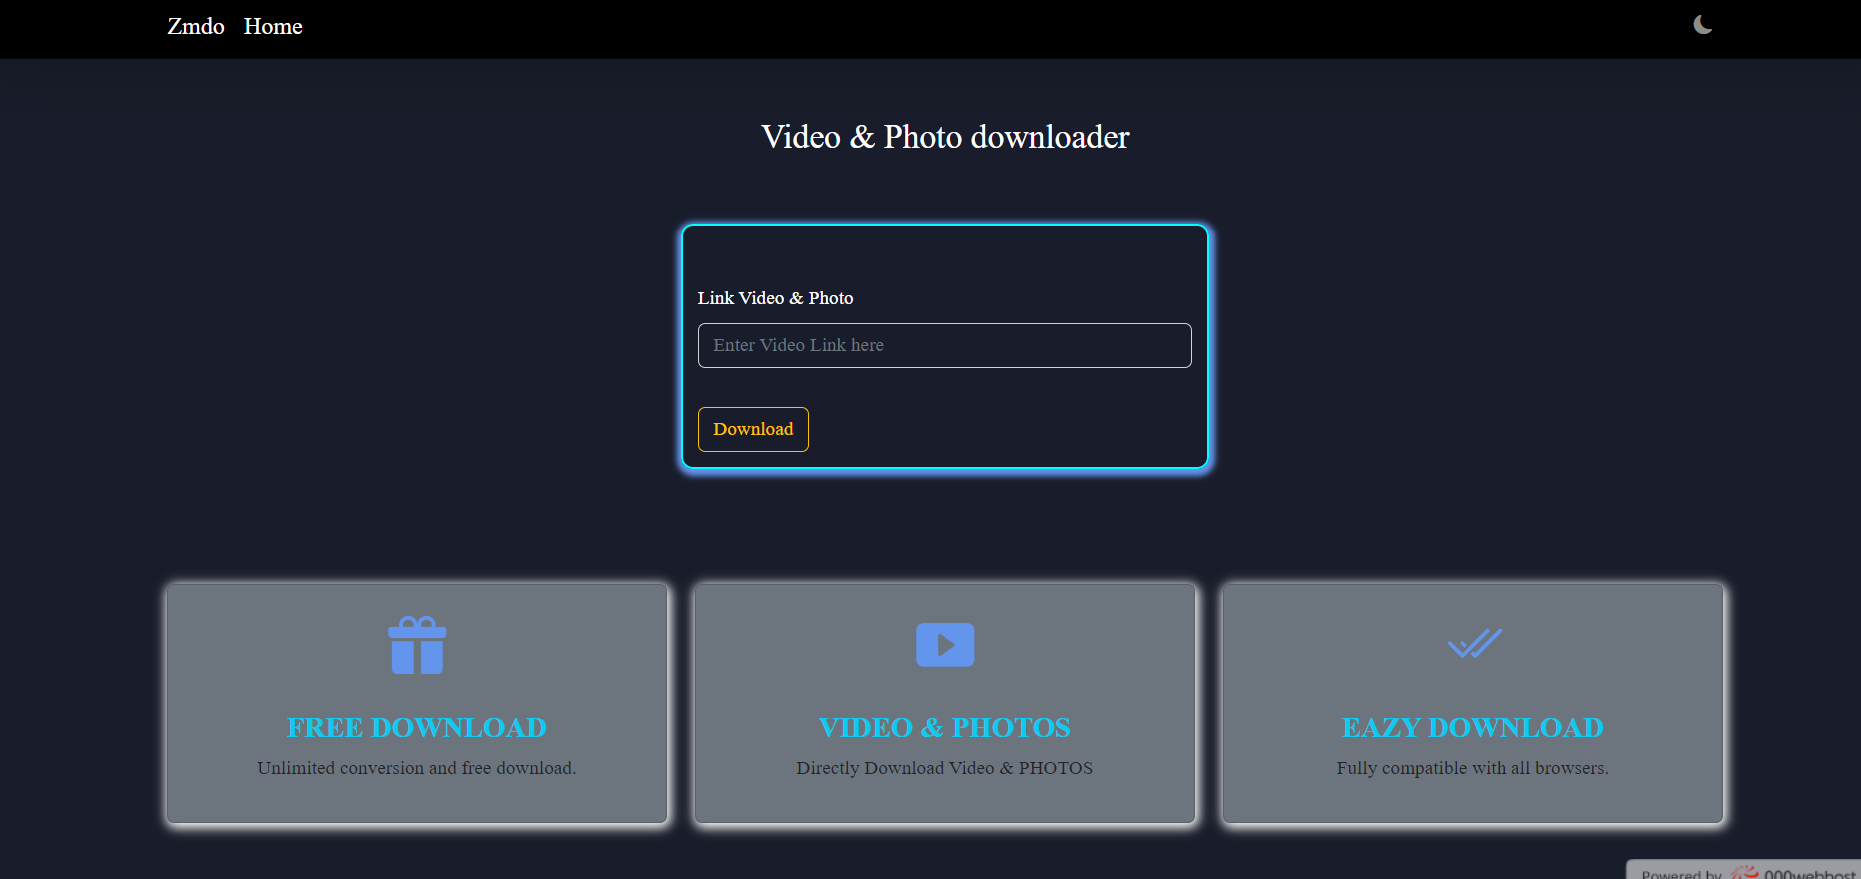 Zmdo Home
Video & Photo downloader
Link Video & Photo
Enter Video Link here
Download
FREE DOWNLOAD
Unlimited conversion and free download.
VIDEO & PHOTOS
Directly Download Video & PHOTOS
EAZY DOWNLOAD
Fully compatible with all browsers.
Powered by 000webhost